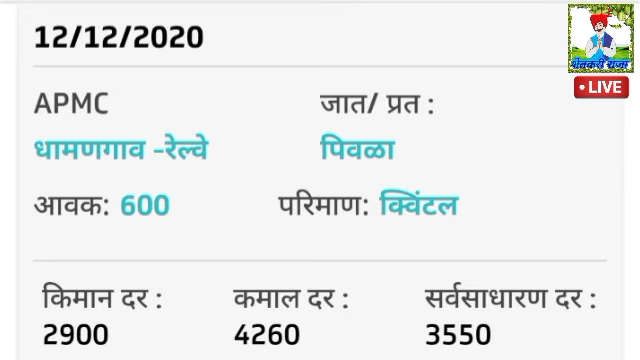 12/12/2020
शेतकरी राजा
LIVE
APMC जात/ प्रत :
धामणगाव -रेल्वे पिवळा
आवक: 600 परिमाण: क्विंटल
किमान दर : कमाल दर : सर्वसाधारण दर :
2900 4260 3550